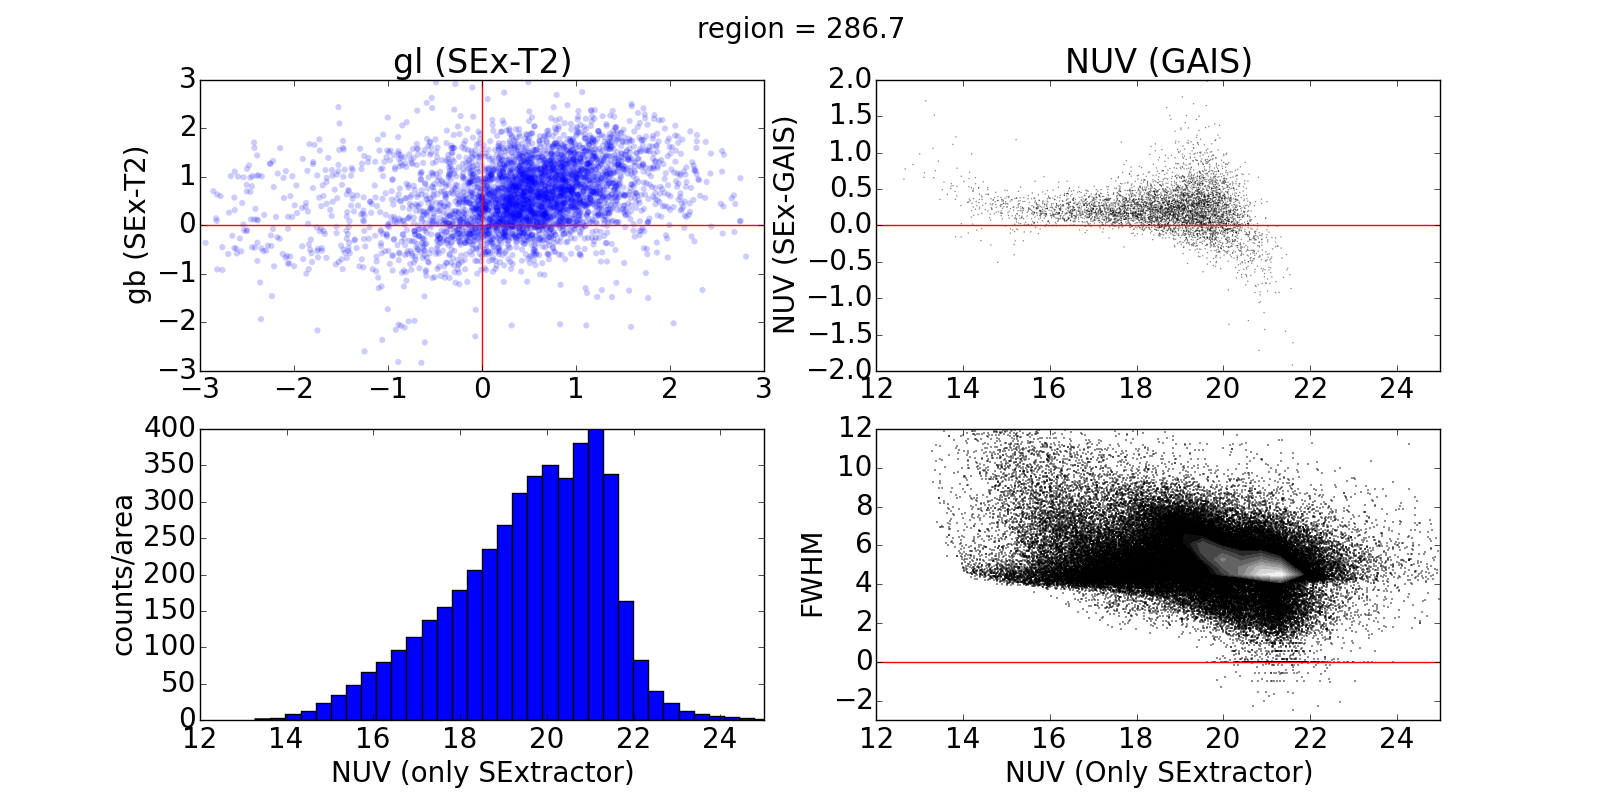 region = 286.7
gl (SEx-T2)
NUV (GAIS)
gb (SEx-T2)
3
2
1
0
−1
−2
−3
−3 −2 −1 0 1 2 3
NUV (SEx-GAIS)
2.0
1.5
1.0
0.5
0.0
−0.5
−1.0
−1.5
−2.0
12 14 16 18 20 22 24
counts/area
400
350
300
250
200
150
100
50
0
12 14 16 18 20 22 24
NUV (only SExtractor)
FWHM
12
10
8
6
4
2
0
−2
12 14 16 18 20 22 24
NUV (Only SExtractor)